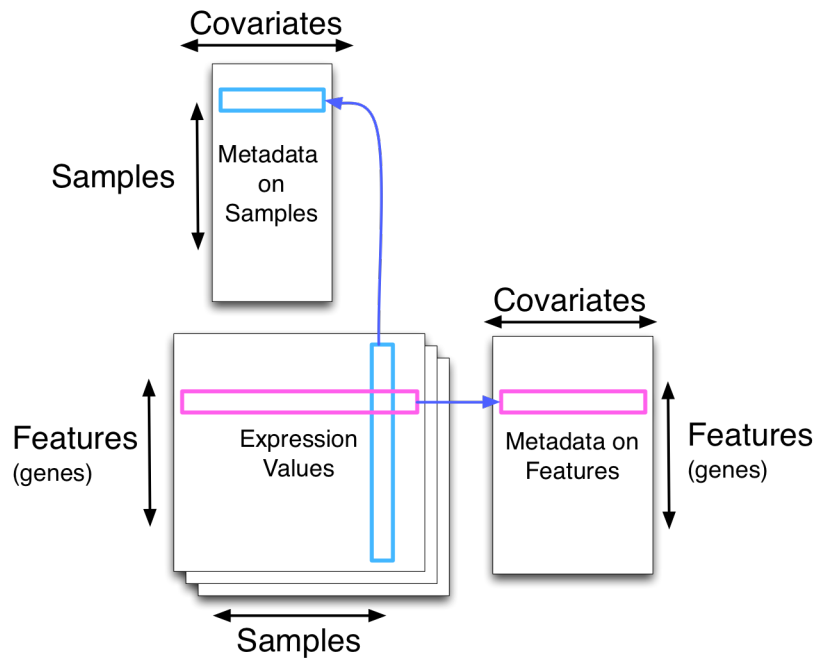 Covariates
Samples
Metadata
on
Samples
Covariates
Features
(genes)
Expression
Values
Metadata on
Features
Features
(genes)
Samples